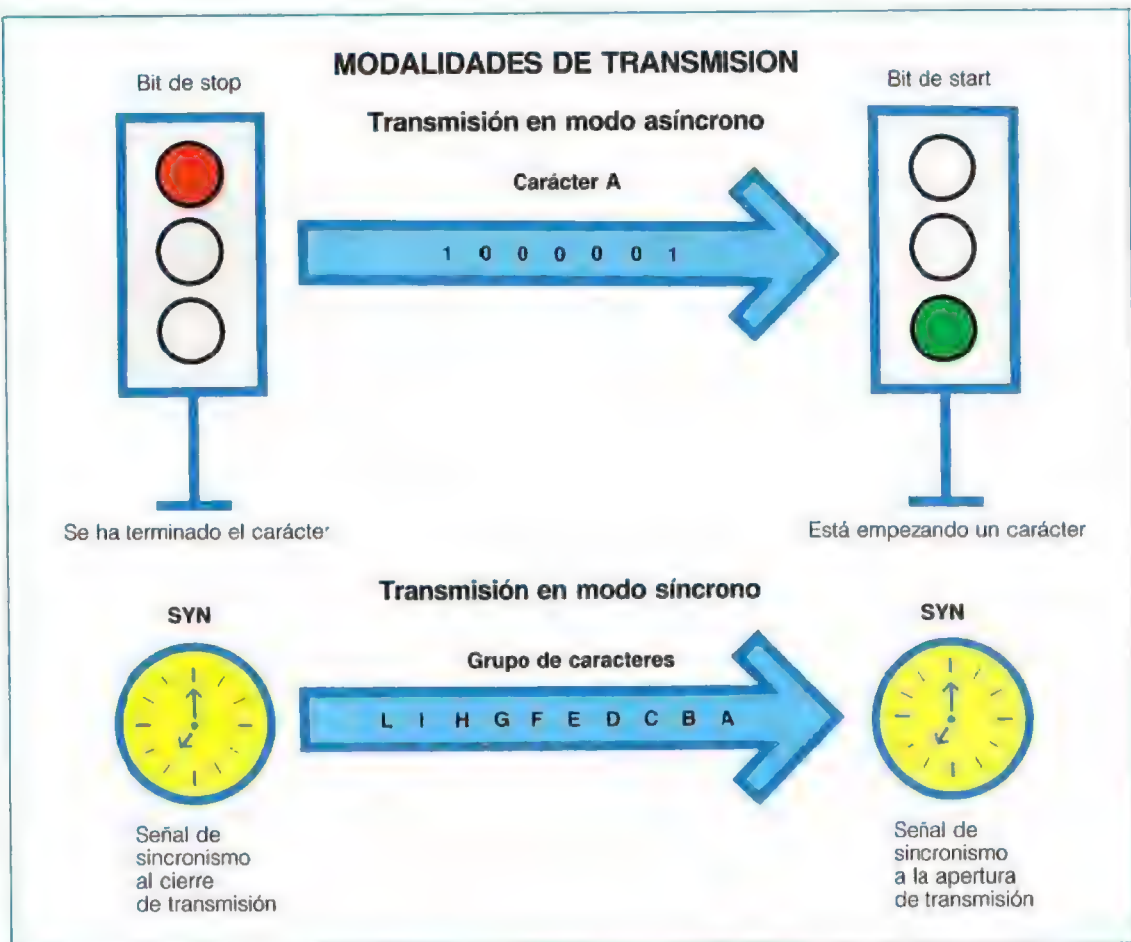 MODALIDADES DE TRANSMISION
Bit de stop
Bit de start
Transmisión en modo asíncrono
Carácter A
1 0 0 0 0 0 1
Se ha terminado el carácter
Está empezando un carácter
Transmisión en modo síncrono
SYN
SYN
Grupo de caracteres
L I H G F E D C B A
Señal de
sincronismo
al cierre
de transmisión
Señal de
sincronismo
a la apertura
de transmisión